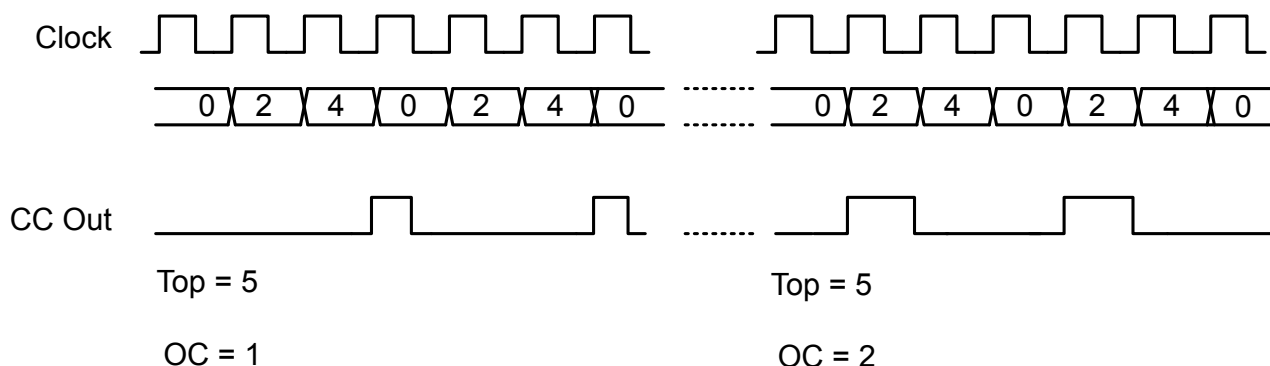 Clock
0 2 4 0 2 4 0 0 2 4 0 2 4 0
CC Out
Top = 5 Top = 5
OC = 1 OC = 2